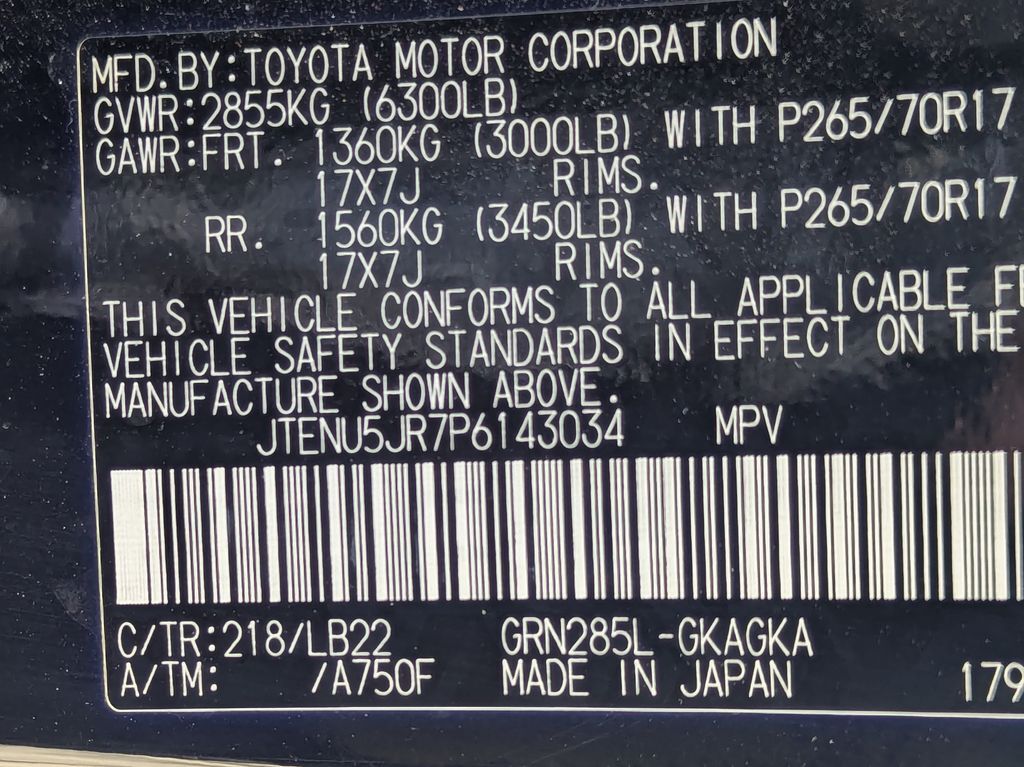 MFD.BY:TOYOTA MOTOR CORPORATION
GVWR:2855KG (6300LB)
GAWR:FRT. 1360KG (3000LB) WITH P265/70R17
17X7J RIMS.
RR. 1560KG (3450LB) WITH P265/70R17
17X7J RIMS.
THIS VEHICLE CONFORMS TO ALL APPLICABLE
VEHICLE SAFETY STANDARDS IN EFFECT ON THE
MANUFACTURE SHOWN ABOVE.
JTENU5JR7P6143034 MPV
C/TR:218/LB22 GRN285L-GKAGKA
A/TM: /A750F MADE IN JAPAN 179